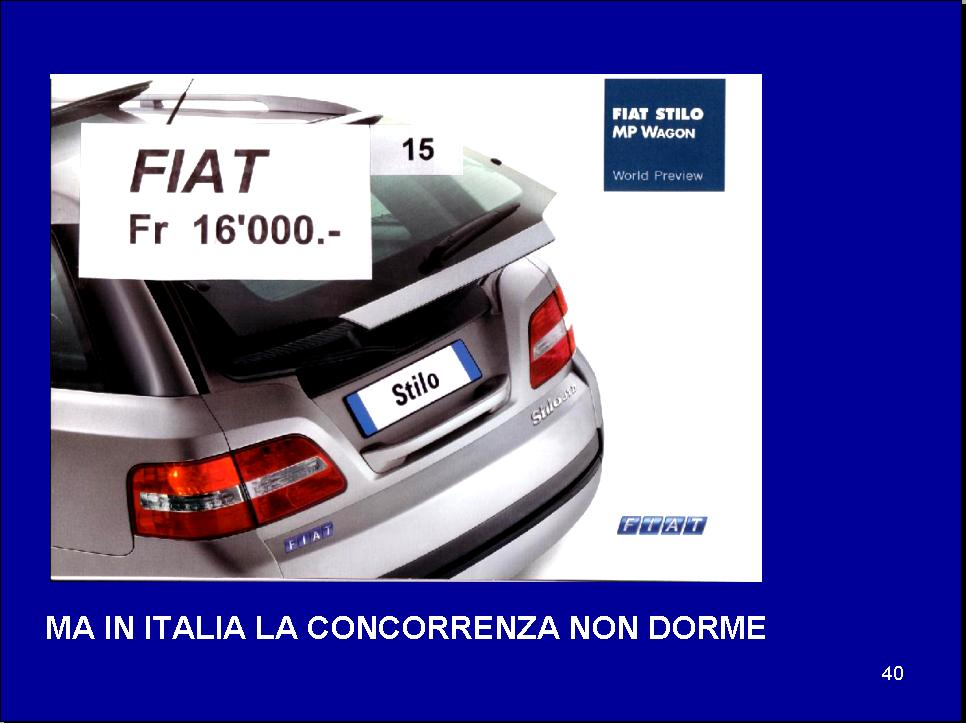 FIAT STILO
MP WAGON
World Preview
15
FIAT
Fr 16'000.-
Stilo
Stilo
FIAT
FIAT
MA IN ITALIA LA CONCORRENZA NON DORME
40